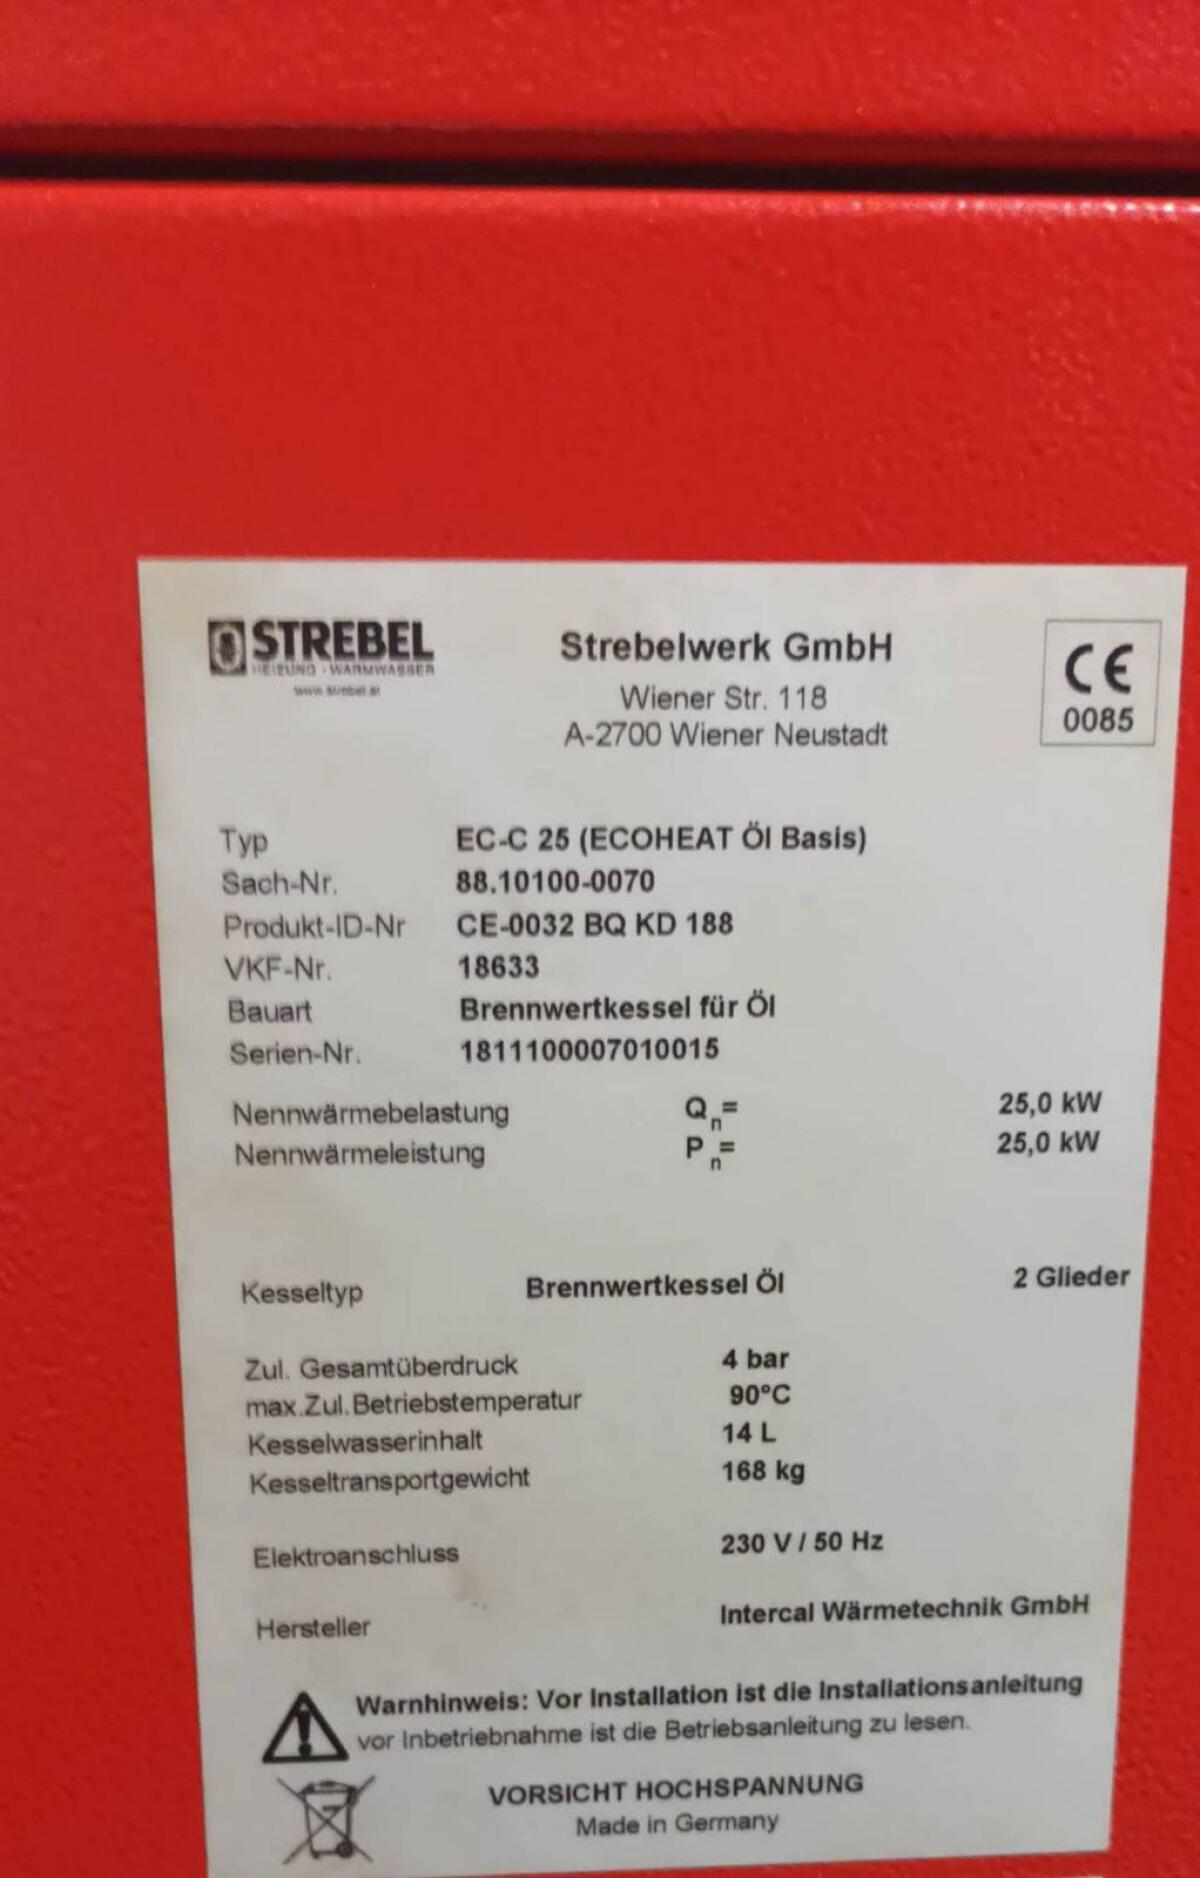 STREBEL
HEIZUNG · WARMWASSER
www.strebel.at
Strebelwerk GmbH
Wiener Str. 118
A-2700 Wiener Neustadt
CE
0085
Typ EC-C 25 (ECOHEAT Öl Basis)
Sach-Nr. 88.10100-0070
Produkt-ID-Nr CE-0032 BQ KD 188
VKF-Nr. 18633
Bauart Brennwertkessel für Öl
Serien-Nr. 1811100007010015
Nennwärmebelastung Qn= 25,0 kW
Nennwärmeleistung Pn= 25,0 kW
Kesseltyp Brennwertkessel Öl 2 Glieder
Zul. Gesamtüberdruck 4 bar
max.Zul.Betriebstemperatur 90°C
Kesselwasserinhalt 14 L
Kesseltransportgewicht 168 kg
Elektroanschluss 230 V / 50 Hz
Hersteller Intercal Wärmetechnik GmbH
Warnhinweis: Vor Installation ist die Installationsanleitung
vor Inbetriebnahme ist die Betriebsanleitung zu lesen.
VORSICHT HOCHSPANNUNG
Made in Germany